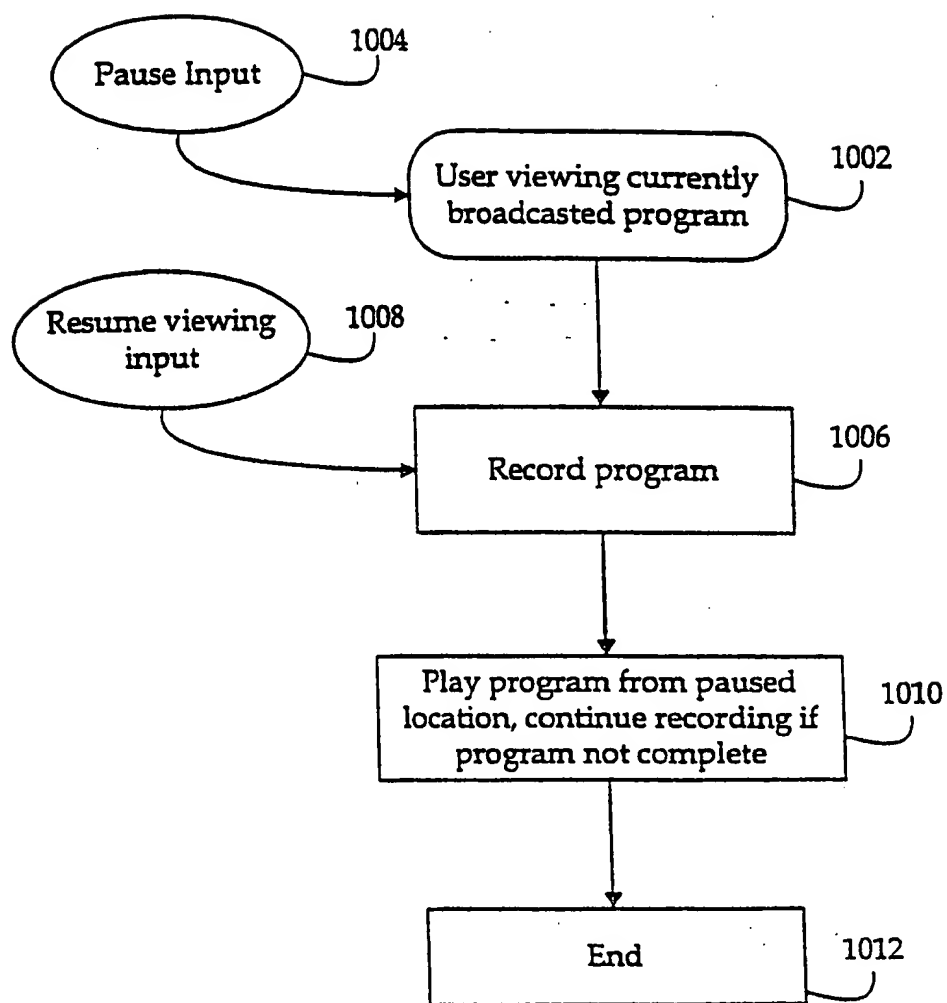 1004
Pause Input
1002
User viewing currently
broadcasted program
1008
Resume viewing
input
1006
Record program
1010
Play program from paused
location, continue recording if
program not complete
1012
End